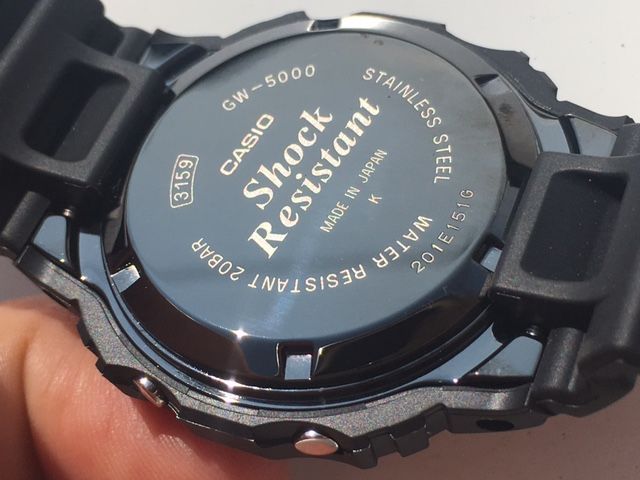 GW-5000
STAINLESS STEEL
3159
CASIO
Shock
Resistant
MADE IN JAPAN
K
WATER RESISTANT 20BAR
201E151G